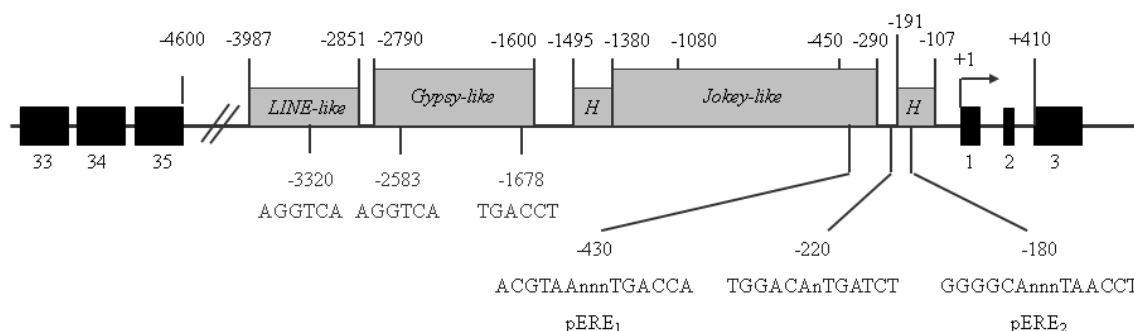 -4600 -3987 -2851 -2790 -1600 -1495 -1380 -1080 -450 -290 -191 -107 +1 +410
LINE-like Gypsy-like H Jokey-like H
33 34 35 1 2 3
-3320 -2583 -1678
AGGTCA AGGTCA TGACCT
-430 -220 -180
ACGTAAnnnTGACCA TGGACAnTGATCT GGGGCAnnnTAACCT
pERE1 pERE2